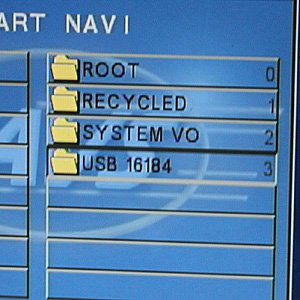 ART NAVI
ROOT 0
RECYCLED 1
SYSTEM VO 2
USB 16184 3